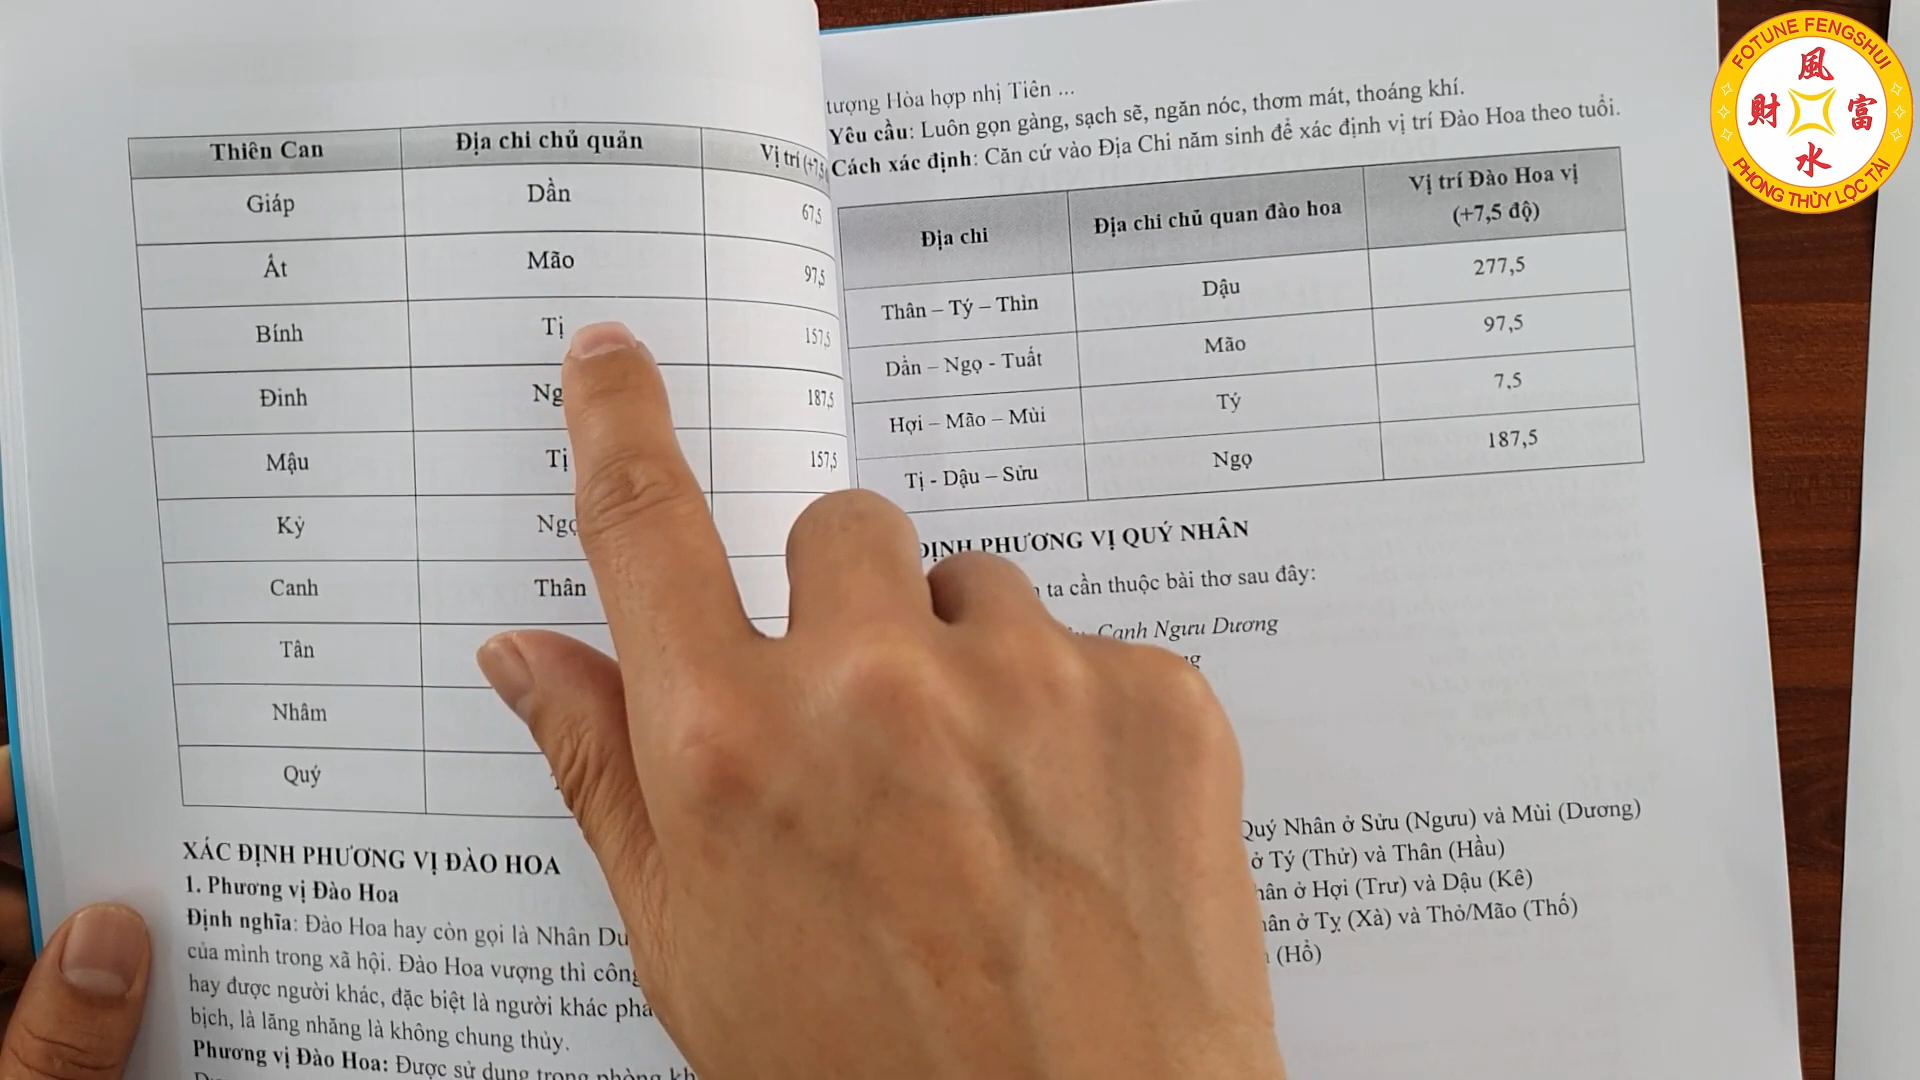 Thiên Can Địa chi chủ quản Vị trí (+7,5
Giáp Dần 67,5
Ất Mão 97,5
Bính Tị 157,5
Đinh 187,5
Mậu Tị 157,5
Kỷ
Canh Thân
Tân
Nhâm
Quý
XÁC ĐỊNH PHƯƠNG VỊ ĐÀO HOA
1. Phương vị Đào Hoa
Định nghĩa: Đào Hoa hay còn gọi là Nhân
của mình trong xã hội. Đào Hoa vượng thì
hay được người khác, đặc biệt là người khác
bịch, là lăng nhăng là không chung thủy.
Phương vị Đào Hoa: Được sử dụng trong phòng
tượng Hòa hợp nhị Tiên ...
Yêu cầu: Luôn gọn gàng, sạch sẽ, ngăn nóc, thơm mát, thoáng khí.
Cách xác định: Căn cứ vào Địa Chi năm sinh để xác định vị trí Đào Hoa theo tuổi.
Địa chi Địa chi chủ quan đào hoa Vị trí Đào Hoa vị
(+7,5 độ)
Thân – Tý – Thìn Dậu 277,5
Dần – Ngọ - Tuất Mão 97,5
Hợi – Mão – Mùi Tý 7,5
Tị - Dậu – Sửu Ngọ 187,5
ĐỊNH PHƯƠNG VỊ QUÝ NHÂN
ta cần thuộc bài thơ sau đây:
Canh Ngưu Dương
Quý Nhân ở Sửu (Ngưu) và Mùi (Dương)
ở Tý (Thử) và Thân (Hầu)
ở Hợi (Trư) và Dậu (Kê)
ở Tỵ (Xà) và Thỏ/Mão (Thố)
(Hổ)
FOTUNE FENGSHUI
風
財 富
水
PHONG THỦY LỘC TÀI